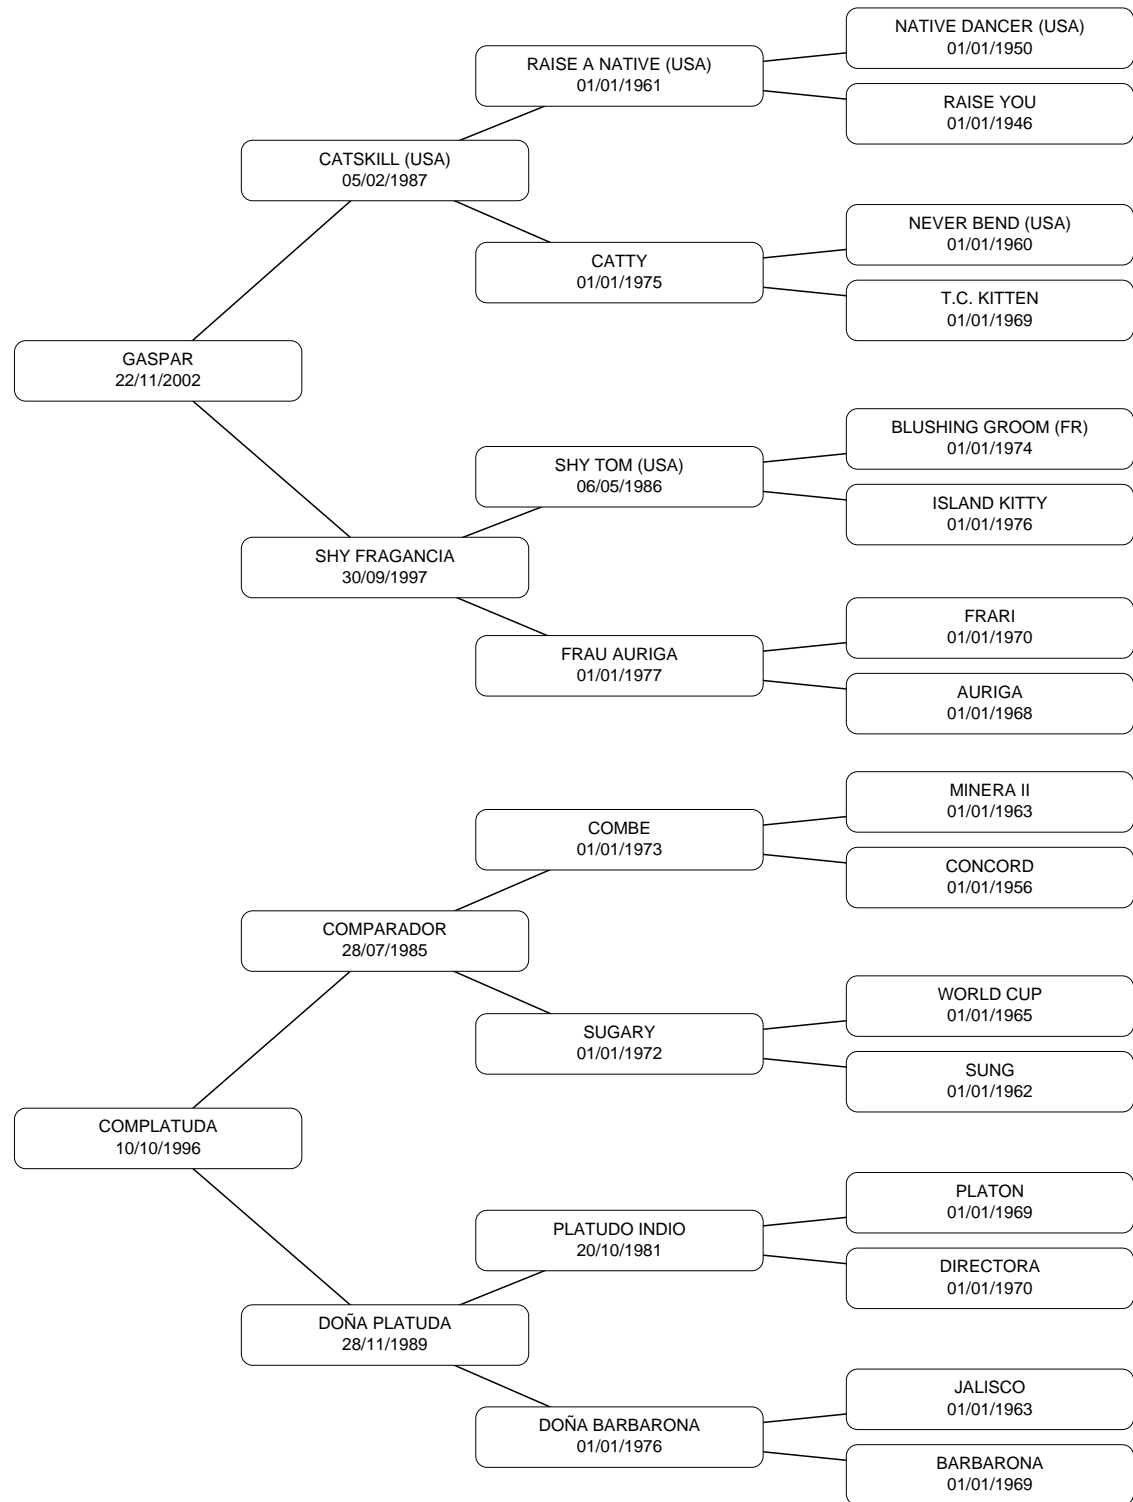 NATIVE DANCER (USA)
01/01/1950
RAISE A NATIVE (USA)
01/01/1961
RAISE YOU
01/01/1946
CATSKILL (USA)
05/02/1987
NEVER BEND (USA)
01/01/1960
CATTY
01/01/1975
T.C. KITTEN
01/01/1969
GASPAR
22/11/2002
BLUSHING GROOM (FR)
01/01/1974
SHY TOM (USA)
06/05/1986
ISLAND KITTY
01/01/1976
SHY FRAGANCIA
30/09/1997
FRARI
01/01/1970
FRAU AURIGA
01/01/1977
AURIGA
01/01/1968
MINERA II
01/01/1963
COMBE
01/01/1973
CONCORD
01/01/1956
COMPARADOR
28/07/1985
WORLD CUP
01/01/1965
SUGARY
01/01/1972
SUNG
01/01/1962
COMPLATUDA
10/10/1996
PLATON
01/01/1969
PLATUDO INDIO
20/10/1981
DIRECTORA
01/01/1970
DOÑA PLATUDA
28/11/1989
JALISCO
01/01/1963
DOÑA BARBARONA
01/01/1976
BARBARONA
01/01/1969